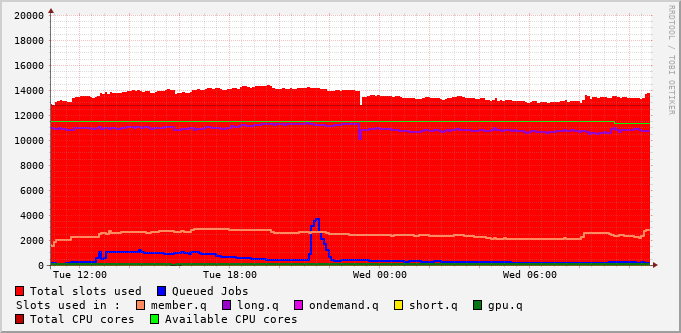 20000
18000
16000
14000
12000
10000
8000
6000
4000
2000
0
Tue 12:00 Tue 18:00 Wed 00:00 Wed 06:00
RRDTOOL / TOBI OETIKER
Total slots used Queued Jobs
Slots used in : member.q long.q ondemand.q short.q gpu.q
Total CPU cores Available CPU cores